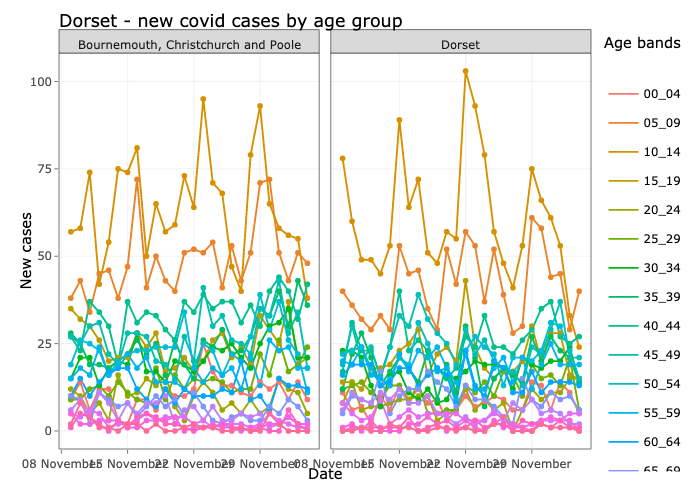 Dorset - new covid cases by age group
Bournemouth, Christchurch and Poole
Dorset
Age bands
00_04
05_09
10_14
15_19
20_24
25_29
30_34
35_39
40_44
45_49
50_54
55_59
60_64
65_69
New cases
100
75
50
25
0
08 November
15 November
22 November
29 November
08 November
15 November
22 November
29 November
Date